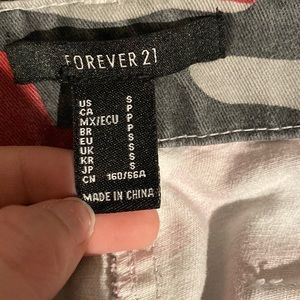 FOREVER 21
US S
CA P
MX/ECU P
BR P
EU S
UK S
KR S
JP S
CN 160/66A
MADE IN CHINA